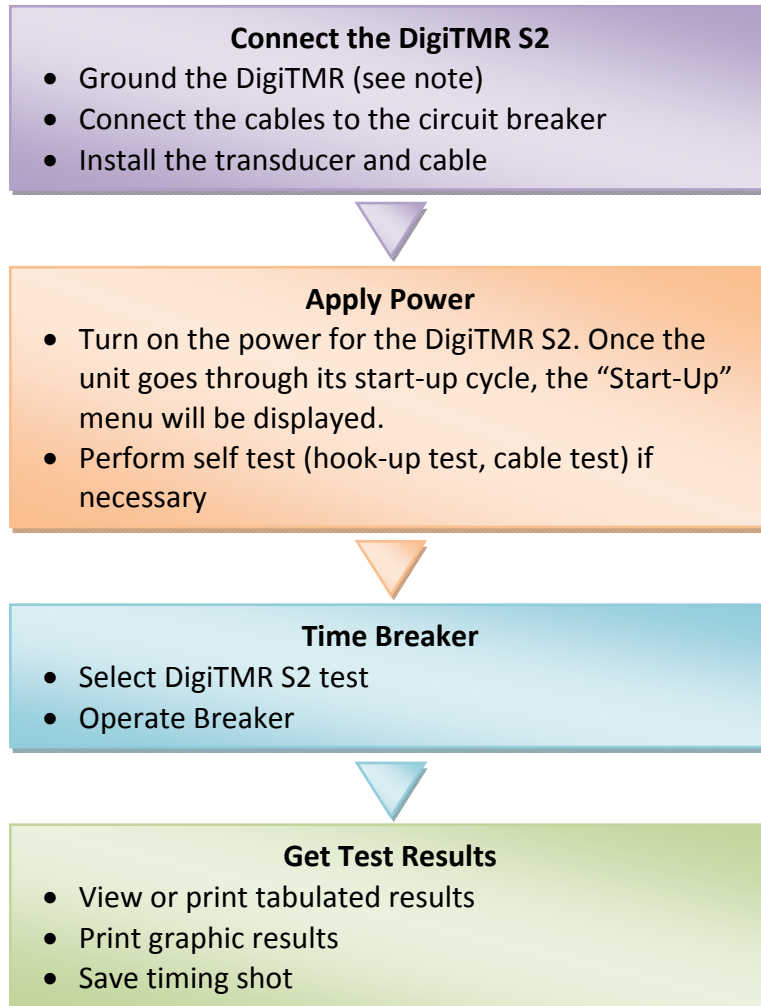 Connect the DigiTMR S2
• Ground the DigiTMR (see note)
• Connect the cables to the circuit breaker
• Install the transducer and cable
Apply Power
• Turn on the power for the DigiTMR S2. Once the
unit goes through its start-up cycle, the “Start-Up”
menu will be displayed.
• Perform self test (hook-up test, cable test) if
necessary
Time Breaker
• Select DigiTMR S2 test
• Operate Breaker
Get Test Results
• View or print tabulated results
• Print graphic results
• Save timing shot